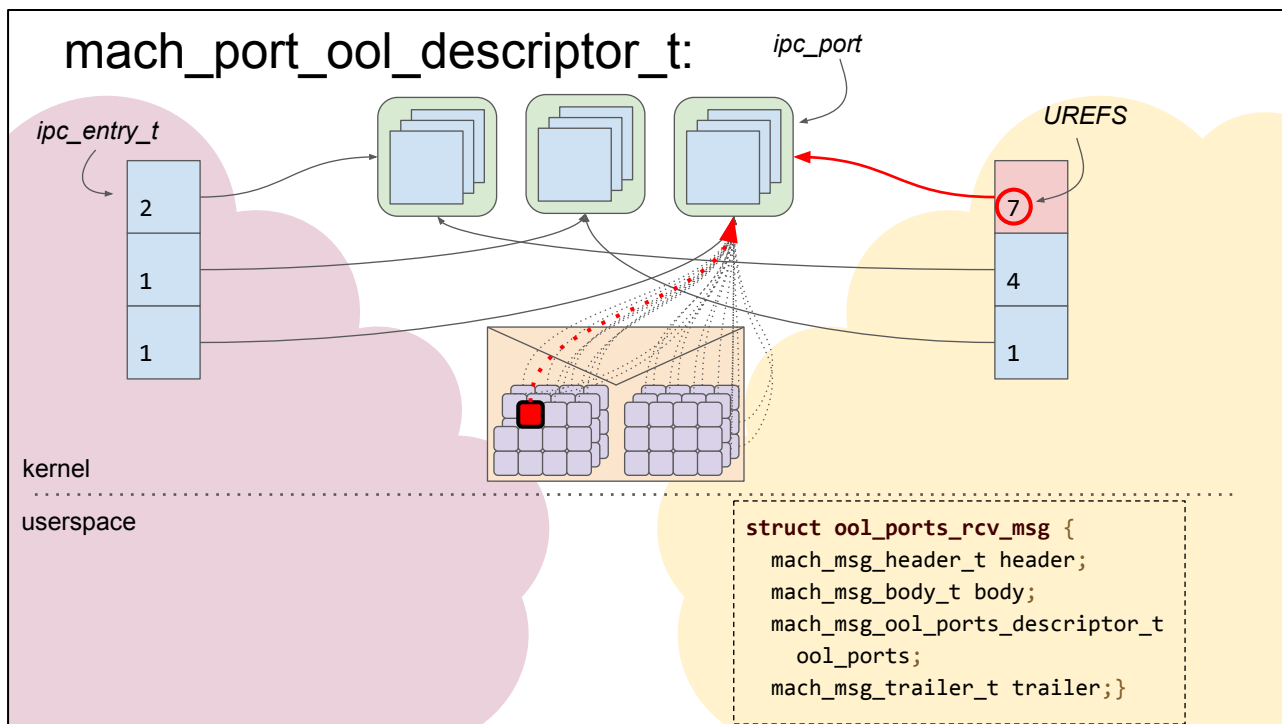 mach_port_ool_descriptor_t:
ipc_port
ipc_entry_t
UREFS
2
1
1
7
4
1
kernel
userspace
struct ool_ports_rcv_msg {
mach_msg_header_t header;
mach_msg_body_t body;
mach_msg_ool_ports_descriptor_t
ool_ports;
mach_msg_trailer_t trailer;}